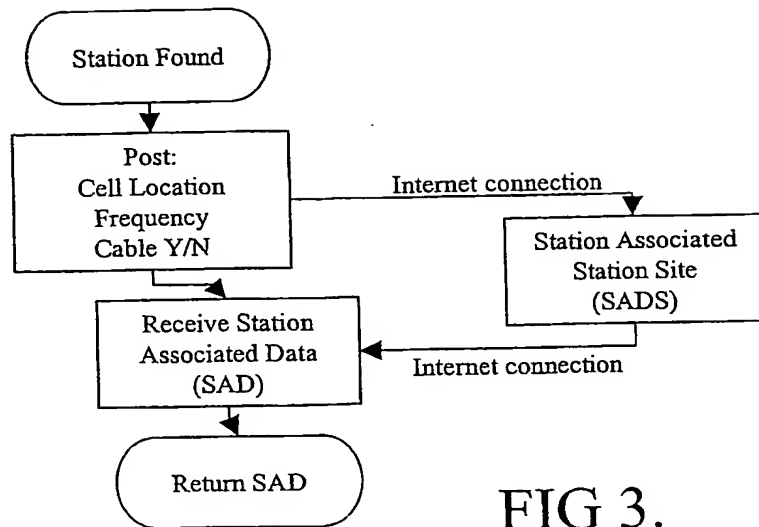 Station Found
Post:
Cell Location
Frequency
Cable Y/N
Internet connection
Station Associated
Station Site
(SADS)
Receive Station
Associated Data
(SAD)
Internet connection
Return SAD
FIG 3.